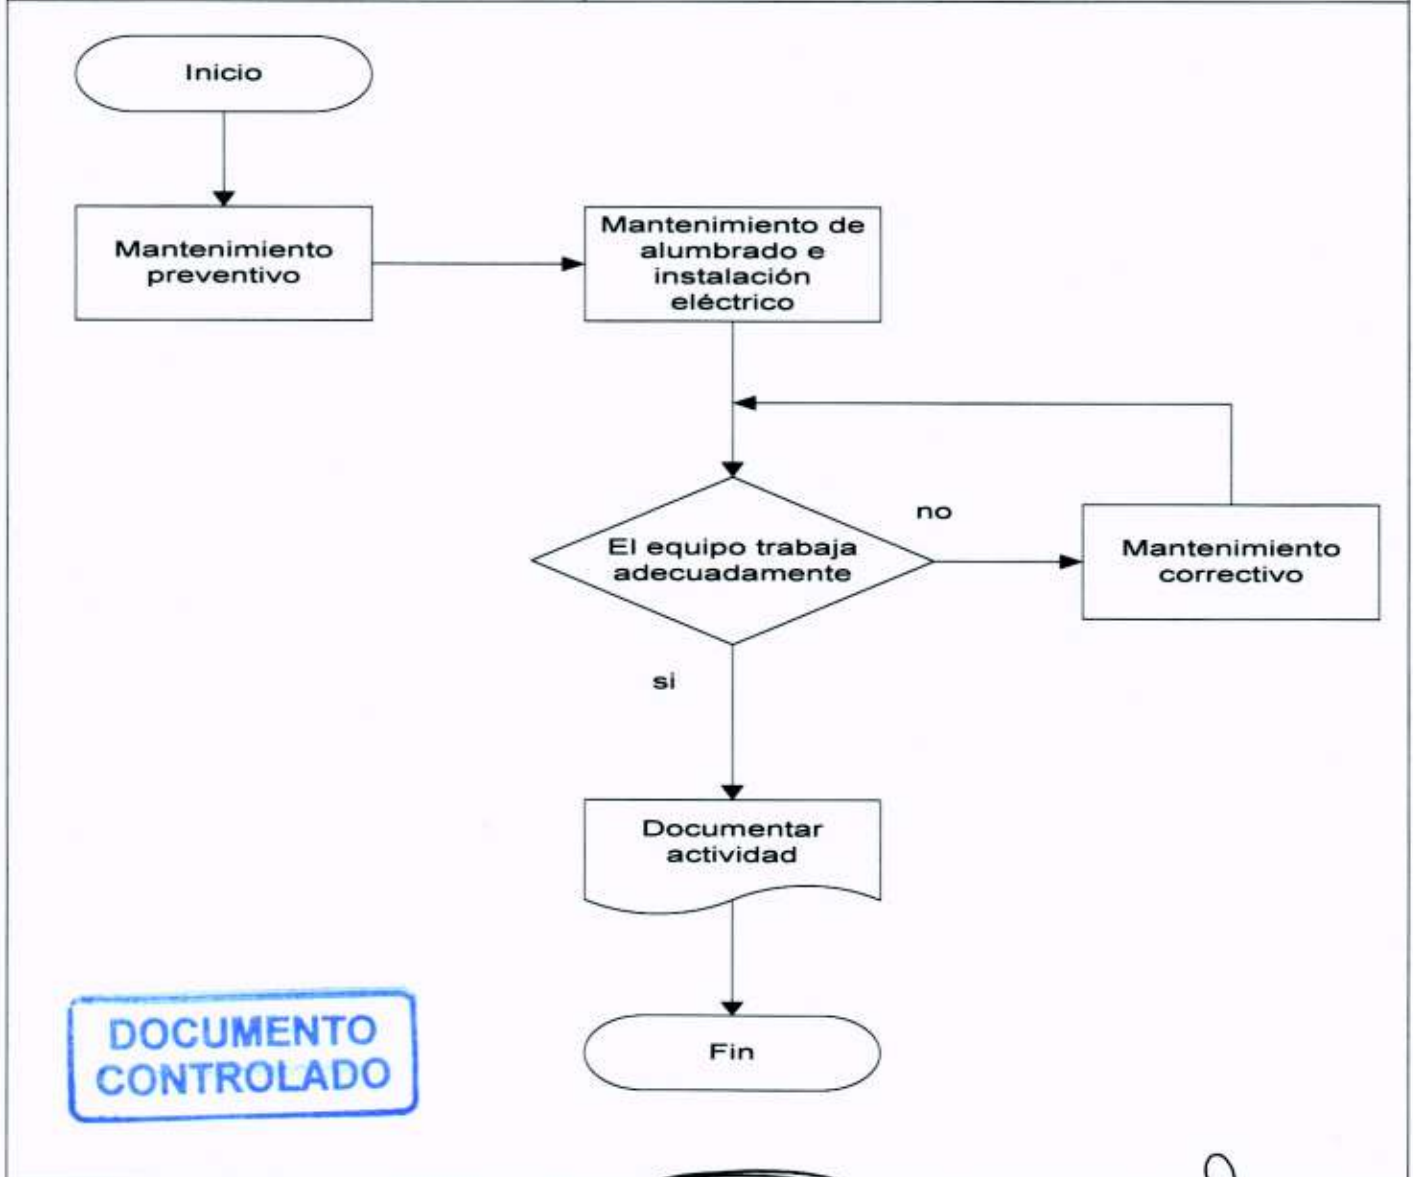 Inicio
Mantenimiento
preventivo
Mantenimiento de
alumbrado e
instalación
eléctrico
El equipo trabaja
adecuadamente
no
Mantenimiento
correctivo
si
Documentar
actividad
Fin
DOCUMENTO
CONTROLADO